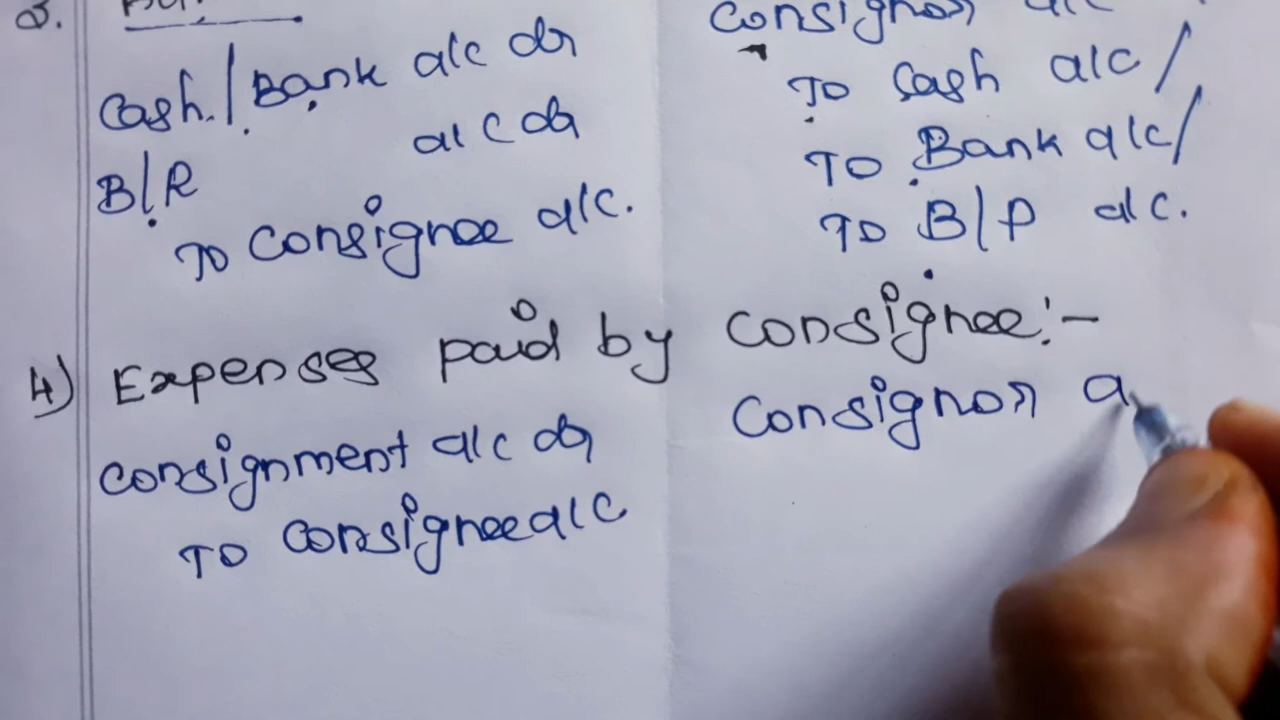 Cash./Bank a/c dr
a/c dr
B/R
To Consignee a/c.
Consignor a/c
To Cash a/c/
To Bank a/c/
To B/P a/c.
4) Expenses paid by Consignee:-
Consignment a/c dr
To Consignee a/c
Consignor a